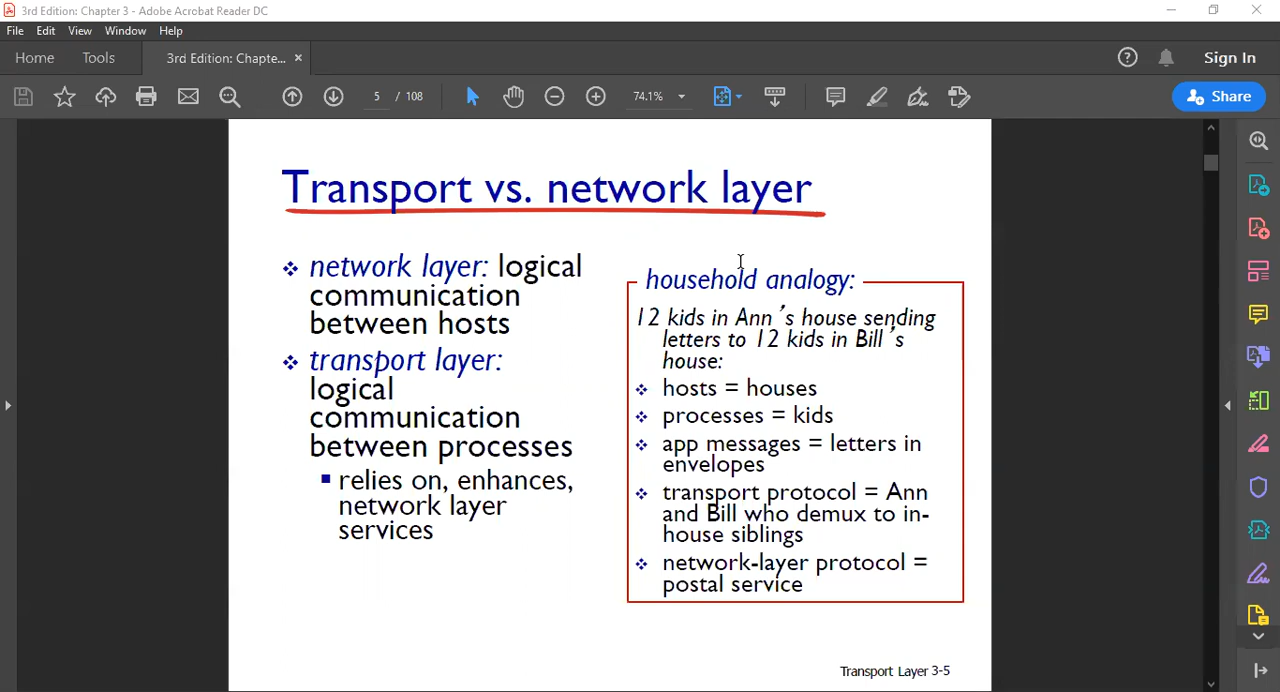 3rd Edition: Chapter 3 - Adobe Acrobat Reader DC
File Edit View Window Help
Home Tools 3rd Edition: Chapte... × Sign In
5 / 108 74.1% Share
Transport vs. network layer
network layer: logical
communication
between hosts
transport layer:
logical
communication
between processes
relies on, enhances,
network layer
services
household analogy:
12 kids in Ann’s house sending
letters to 12 kids in Bill’s
house:
hosts = houses
processes = kids
app messages = letters in
envelopes
transport protocol = Ann
and Bill who demux to in-
house siblings
network-layer protocol =
postal service
Transport Layer 3-5